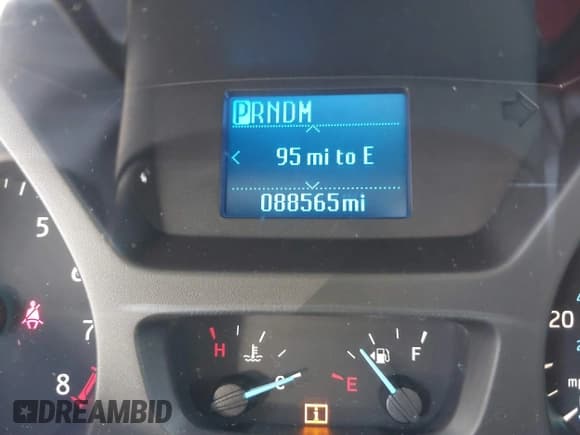 PRNDM
95 mi to E
088565mi
5
6
7
8
20
H
C
E
F
i
DREAMBID